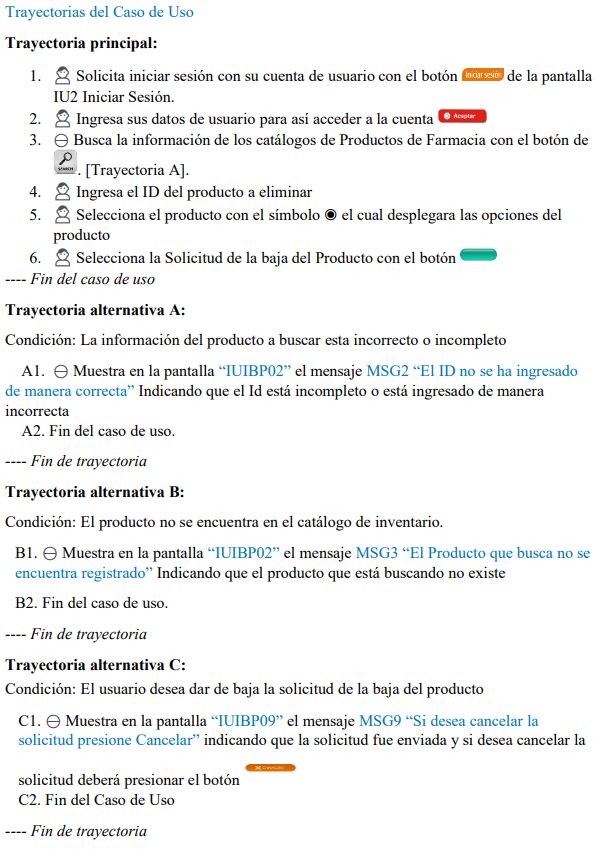 Trayectorias del Caso de Uso
Trayectoria principal:
1. Solicita iniciar sesión con su cuenta de usuario con el botón Iniciar sesión de la pantalla
IU2 Iniciar Sesión.
2. Ingresa sus datos de usuario para así acceder a la cuenta Aceptar
3. Busca la información de los catálogos de Productos de Farmacia con el botón de
SEARCH . [Trayectoria A].
4. Ingresa el ID del producto a eliminar
5. Selecciona el producto con el símbolo ◉ el cual desplegara las opciones del
producto
6. Selecciona la Solicitud de la baja del Producto con el botón
---- Fin del caso de uso
Trayectoria alternativa A:
Condición: La información del producto a buscar esta incorrecto o incompleto
A1. Muestra en la pantalla “IUIBP02” el mensaje MSG2 “El ID no se ha ingresado
de manera correcta” Indicando que el Id está incompleto o está ingresado de manera
incorrecta
A2. Fin del caso de uso.
---- Fin de trayectoria
Trayectoria alternativa B:
Condición: El producto no se encuentra en el catálogo de inventario.
B1. Muestra en la pantalla “IUIBP02” el mensaje MSG3 “El Producto que busca no se
encuentra registrado” Indicando que el producto que está buscando no existe
B2. Fin del caso de uso.
---- Fin de trayectoria
Trayectoria alternativa C:
Condición: El usuario desea dar de baja la solicitud de la baja del producto
C1. Muestra en la pantalla “IUIBP09” el mensaje MSG9 “Si desea cancelar la
solicitud presione Cancelar” indicando que la solicitud fue enviada y si desea cancelar la
solicitud deberá presionar el botón
C2. Fin del Caso de Uso
---- Fin de trayectoria